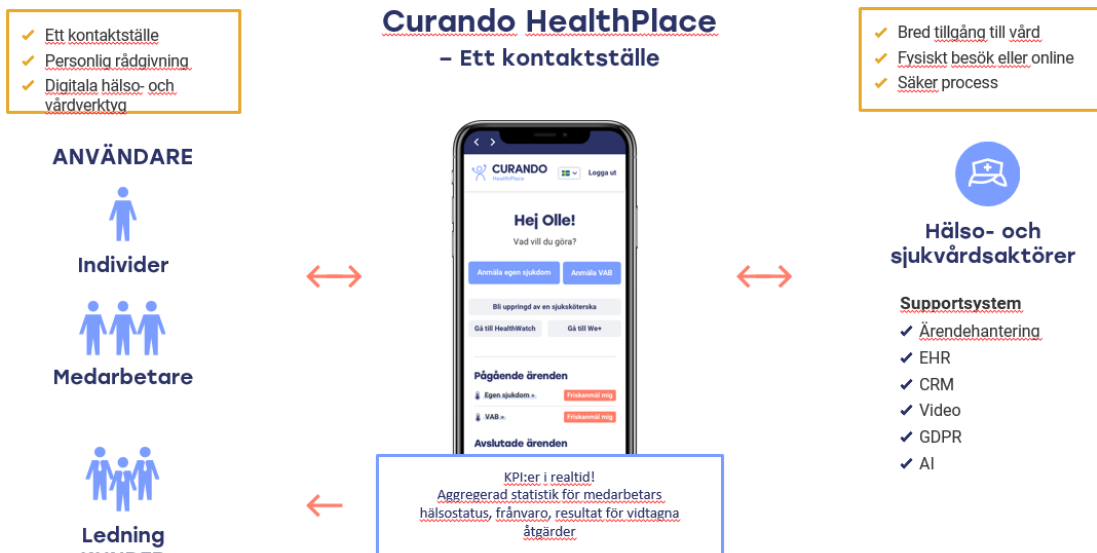 Ett kontaktställe
Personlig rådgivning
Digitala hälso- och
vårdverktyg
Curando HealthPlace
– Ett kontaktställe
Bred tillgång till vård
Fysiskt besök eller online
Säker process
ANVÄNDARE
Individer
Medarbetare
Ledning
CURANDO
HealthPlace
Logga ut
Hej Olle!
Vad vill du göra?
Anmäla egen sjukdom
Anmäla VAB
Bli uppringd av en sjuksköterska
Gå till HealthWatch
Gå till We+
Pågående ärenden
Egen sjukdom
Friskanmäl mig
VAB
Friskanmäl mig
Avslutade ärenden
KPI:er i realtid!
Aggregerad statistik för medarbetars
hälsostatus, frånvaro, resultat för vidtagna
åtgärder
Hälso- och
sjukvårdsaktörer
Supportsystem
Ärendehantering
EHR
CRM
Video
GDPR
AI